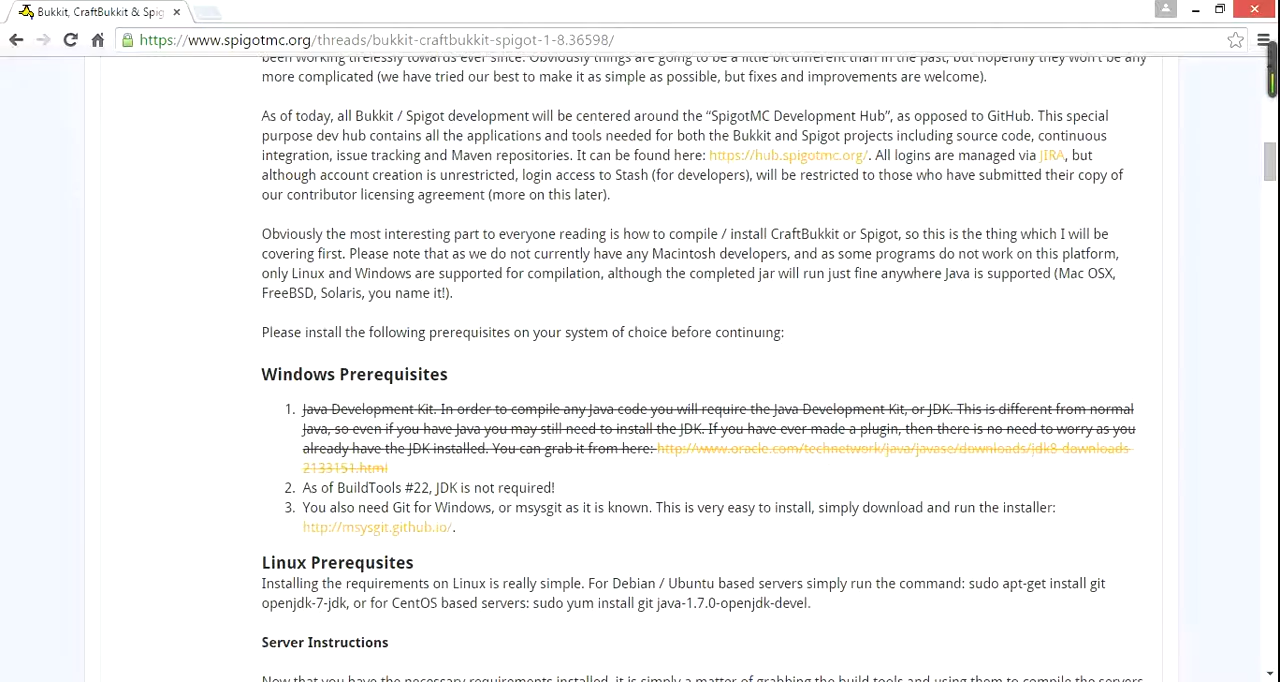 Bukkit, CraftBukkit & Spig
https://www.spigotmc.org/threads/bukkit-craftbukkit-spigot-1-8.36598/
been working tirelessly towards ever since. Obviously things are going to be a little bit different than in the past, but hopefully they won't be any
more complicated (we have tried our best to make it as simple as possible, but fixes and improvements are welcome).
As of today, all Bukkit / Spigot development will be centered around the “SpigotMC Development Hub”, as opposed to GitHub. This special
purpose dev hub contains all the applications and tools needed for both the Bukkit and Spigot projects including source code, continuous
integration, issue tracking and Maven repositories. It can be found here: https://hub.spigotmc.org/. All logins are managed via JIRA, but
although account creation is unrestricted, login access to Stash (for developers), will be restricted to those who have submitted their copy of
our contributor licensing agreement (more on this later).
Obviously the most interesting part to everyone reading is how to compile / install CraftBukkit or Spigot, so this is the thing which I will be
covering first. Please note that as we do not currently have any Macintosh developers, and as some programs do not work on this platform,
only Linux and Windows are supported for compilation, although the completed jar will run just fine anywhere Java is supported (Mac OSX,
FreeBSD, Solaris, you name it!).
Please install the following prerequisites on your system of choice before continuing:
Windows Prerequisites
1. Java Development Kit. In order to compile any Java code you will require the Java Development Kit, or JDK. This is different from normal
Java, so even if you have Java you may still need to install the JDK. If you have ever made a plugin, then there is no need to worry as you
already have the JDK installed. You can grab it from here: http://www.oracle.com/technetwork/java/javase/downloads/jdk8-downloads-
2133151.html
2. As of BuildTools #22, JDK is not required!
3. You also need Git for Windows, or msysgit as it is known. This is very easy to install, simply download and run the installer:
http://msysgit.github.io/.
Linux Prerequsites
Installing the requirements on Linux is really simple. For Debian / Ubuntu based servers simply run the command: sudo apt-get install git
openjdk-7-jdk, or for CentOS based servers: sudo yum install git java-1.7.0-openjdk-devel.
Server Instructions
Now that you have the necessary requirements installed, it is simply a matter of grabbing the build tools and using them to compile the servers